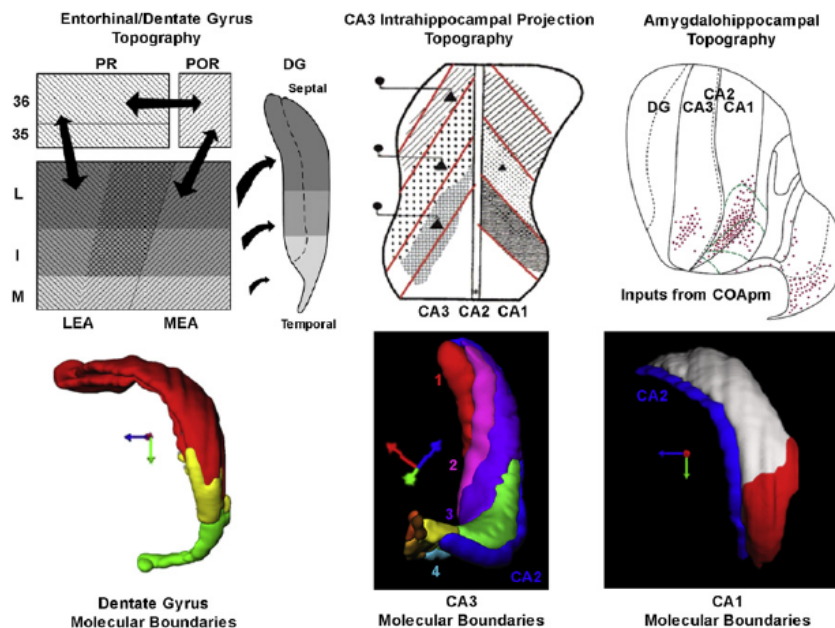 Entorhinal/Dentate Gyrus
Topography
PR
POR
DG
36
35
L
I
M
LEA
MEA
Septal
Temporal
CA3 Intrahippocampal Projection
Topography
CA3 CA2 CA1
Amygdalohippocampal
Topography
DG
CA3
CA2
CA1
Inputs from COApm
Dentate Gyrus
Molecular Boundaries
1
2
3
4
CA2
CA3
Molecular Boundaries
CA2
CA1
Molecular Boundaries